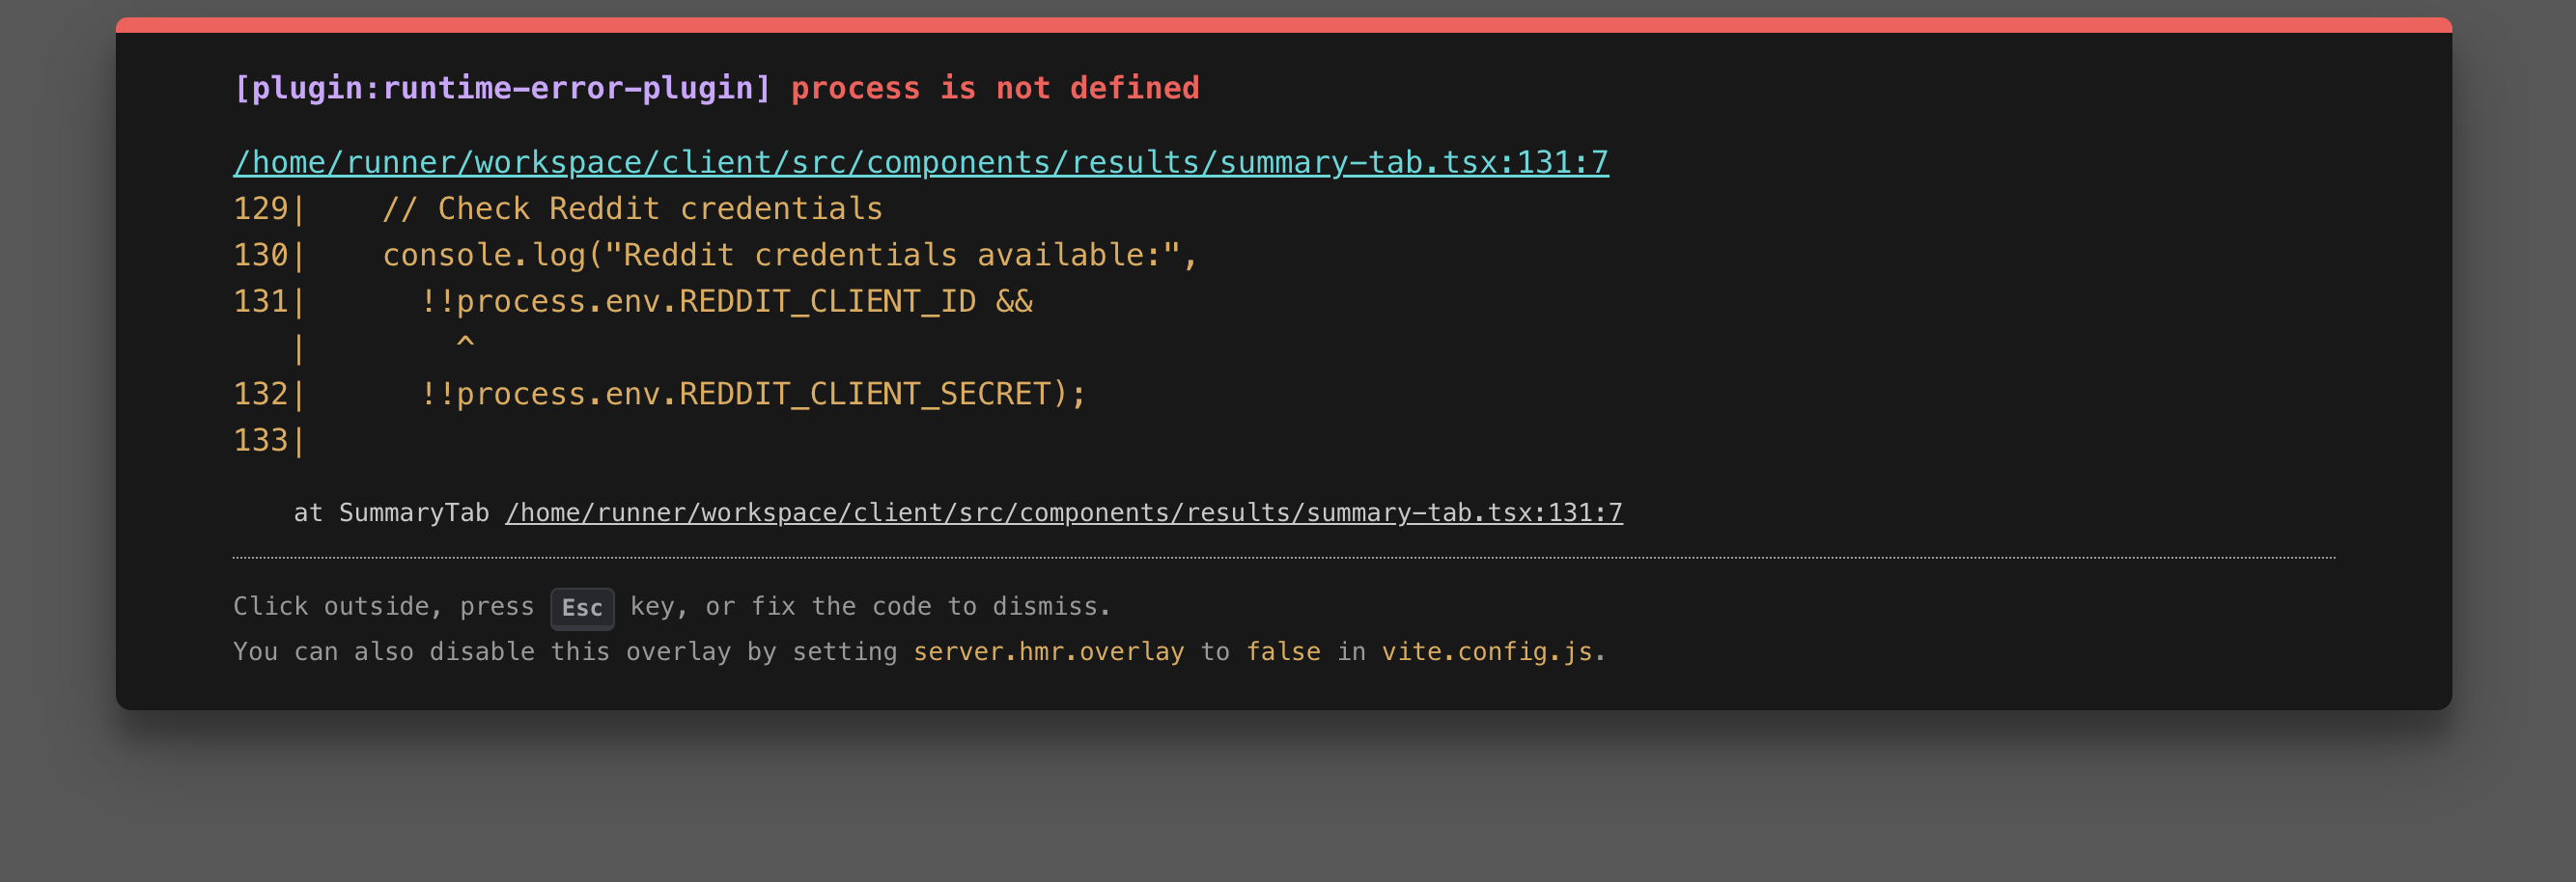 [plugin:runtime-error-plugin] process is not defined
/home/runner/workspace/client/src/components/results/summary-tab.tsx:131:7
129|    // Check Reddit credentials
130|    console.log("Reddit credentials available:",
131|      !!process.env.REDDIT_CLIENT_ID &&
   |        ^
132|      !!process.env.REDDIT_CLIENT_SECRET);
133|
at SummaryTab /home/runner/workspace/client/src/components/results/summary-tab.tsx:131:7
Click outside, press Esc key, or fix the code to dismiss.
You can also disable this overlay by setting server.hmr.overlay to false in vite.config.js.